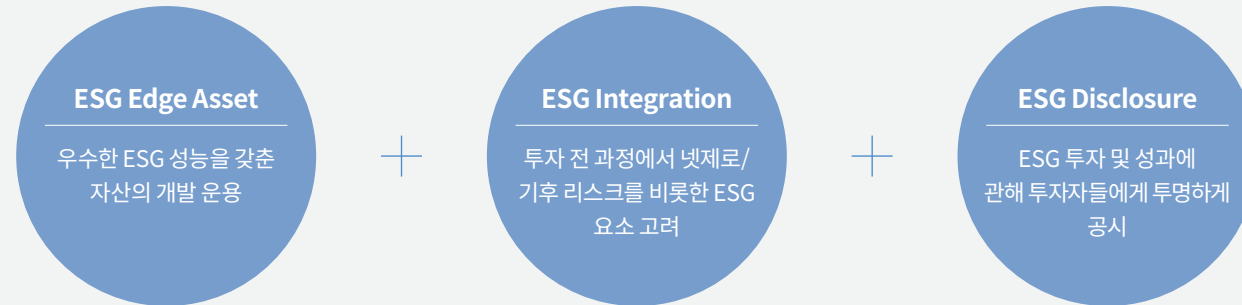 ESG Edge Asset
우수한 ESG 성능을 갖춘
자산의 개발 운용
ESG Integration
투자 전 과정에서 넷제로/
기후 리스크를 비롯한 ESG
요소 고려
ESG Disclosure
ESG 투자 및 성과에
관해 투자자들에게 투명하게
공시